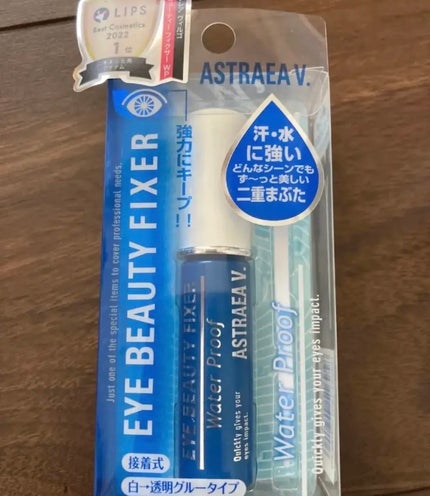 LIPS
Best Cosmetics
2022
1位
ASTRAEA V.
汗・水
に強い
どんなシーンでも
ず〜っと美しい
二重まぶた
強力にキープ!!
Just one of the special items to cover professional needs.
EYE BEAUTY FIXER
接着式
白→透明グルータイプ
EYE BEAUTY FIXER
Water Proof
ASTRAEA V.
Quickly gives your
eyes impact.
Water Proof
Quickly gives your eyes impact.